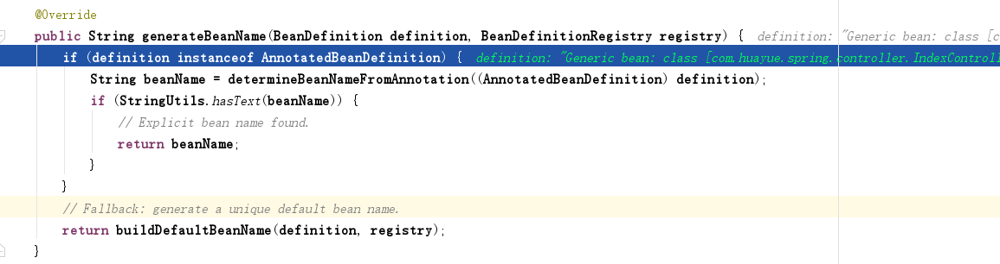 @Override
public String generateBeanName(BeanDefinition definition, BeanDefinitionRegistry registry) { definition: "Generic bean: class [c
if (definition instanceof AnnotatedBeanDefinition) { definition: "Generic bean: class [com.huayue.spring.controller.IndexControll
String beanName = determineBeanNameFromAnnotation((AnnotatedBeanDefinition) definition);
if (StringUtils.hasText(beanName)) {
// Explicit bean name found.
return beanName;
}
}
// Fallback: generate a unique default bean name.
return buildDefaultBeanName(definition, registry);
}